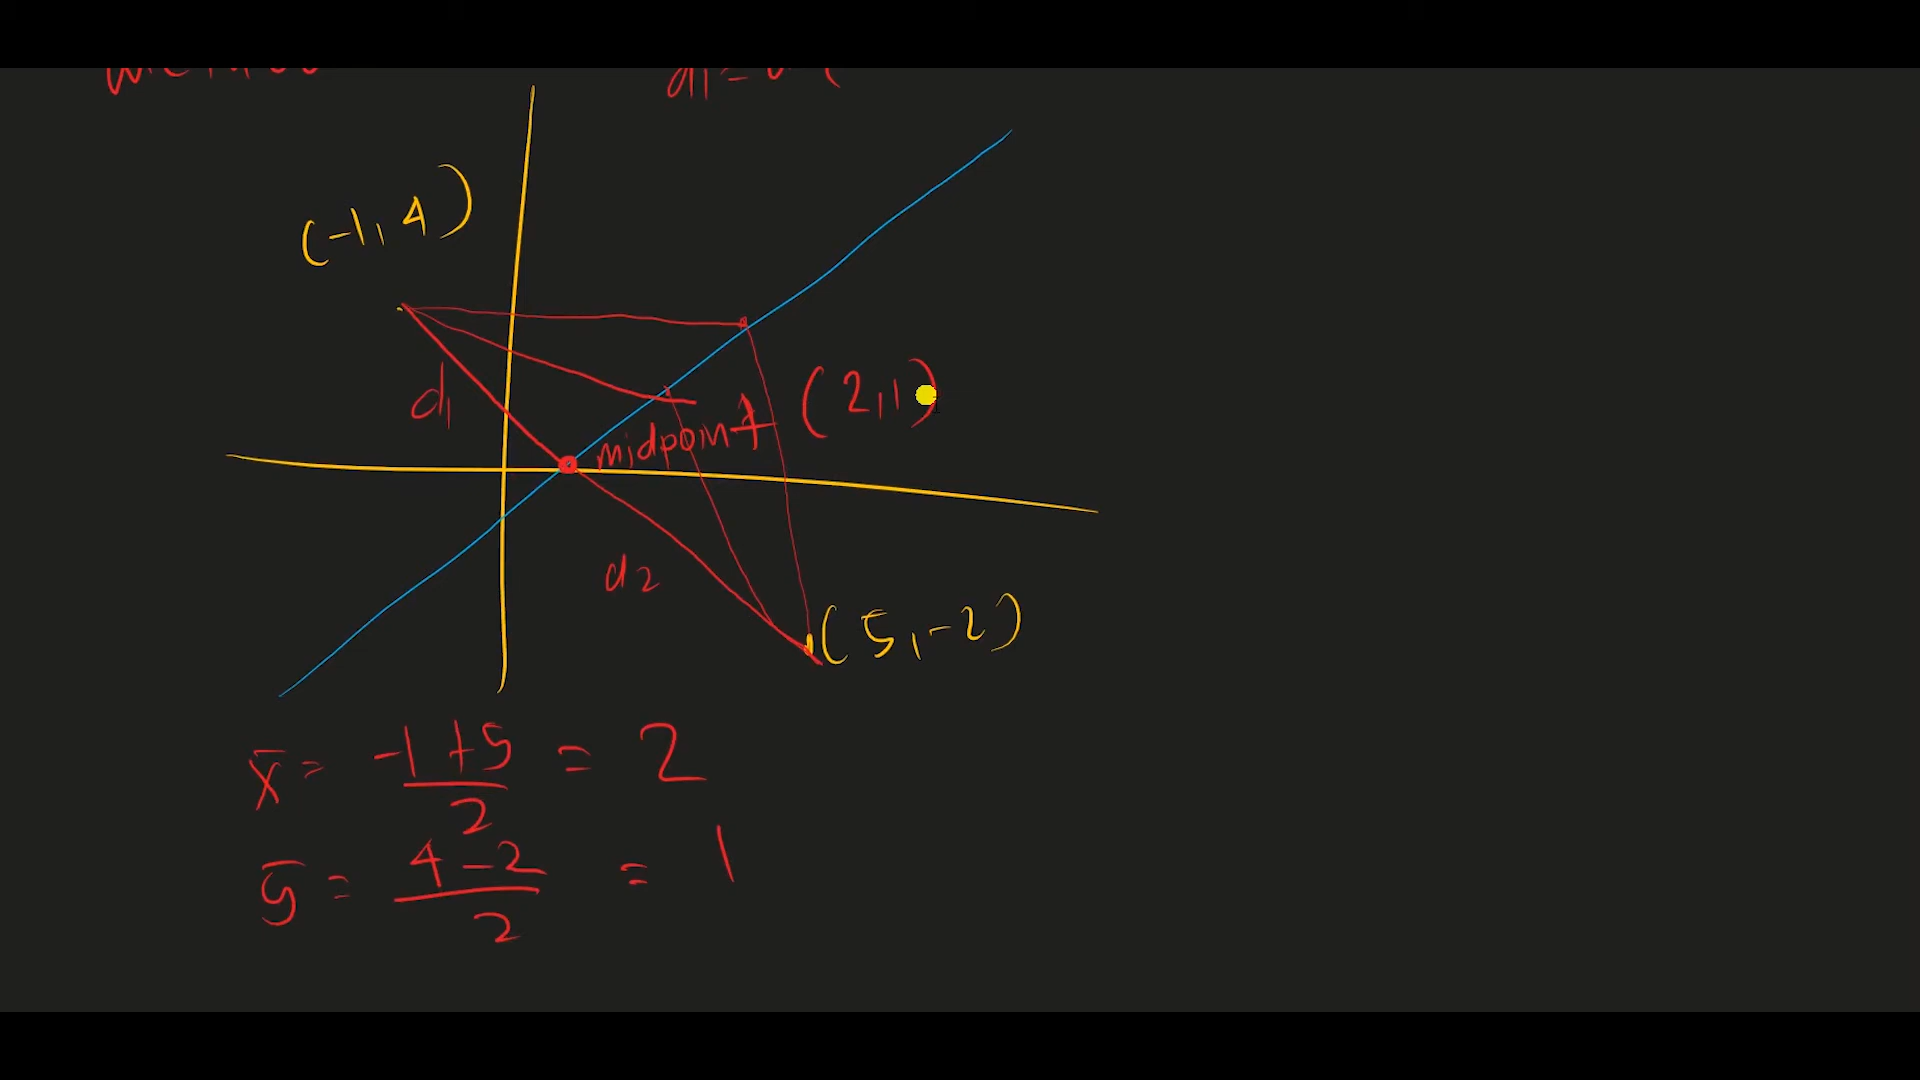 (-1, 4)
d1
midpoint (2, 1)
d2
(5, -2)
x̄ = -1 + 5 / 2 = 2
ȳ = 4 - 2 / 2 = 1